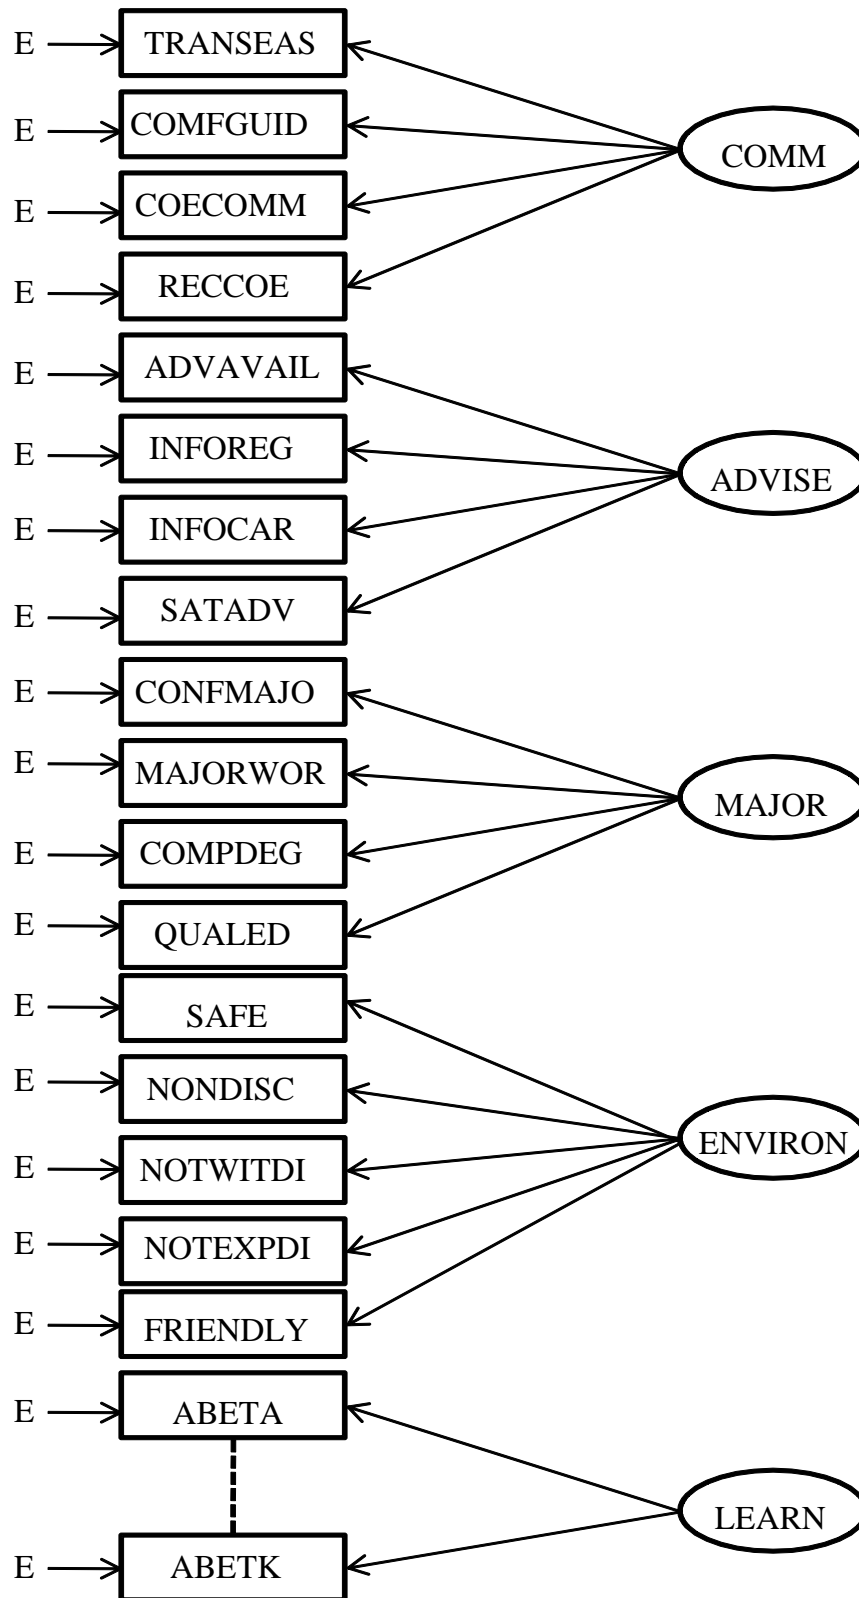 E TRANSEAS
E COMFGUID
COMM
E COECOMM
E RECCOE
E ADVAVAIL
E INFOREG
ADVISE
E INFOCAR
E SATADV
E CONFMAJO
E MAJORWOR
MAJOR
E COMPDEG
E QUALED
E SAFE
E NONDISC
ENVIRON
E NOTWITDI
E NOTEXPDI
E FRIENDLY
E ABETA
LEARN
E ABETK